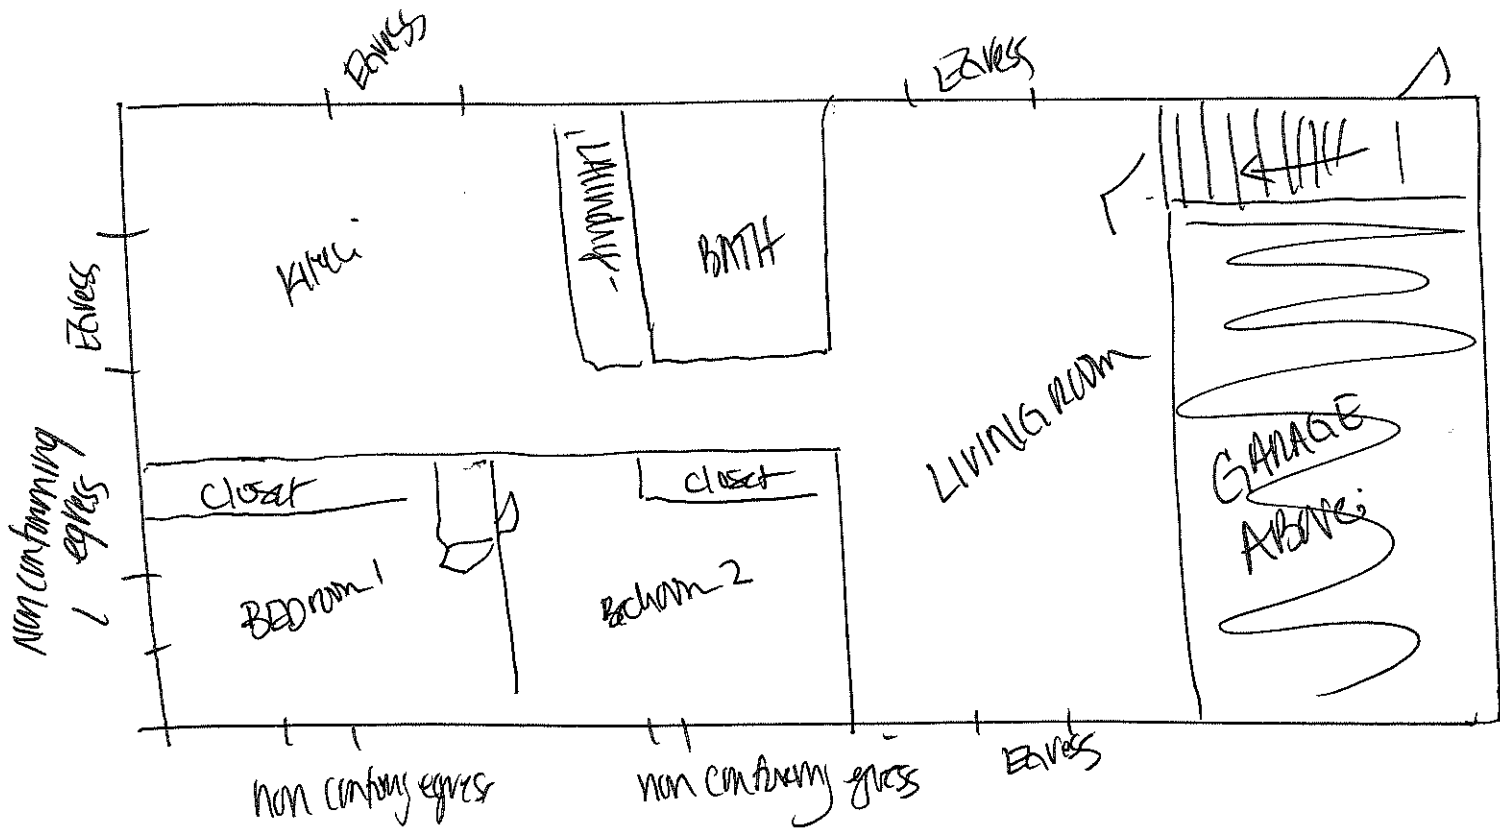 Egress
Egress
Laundry
BATH
Egress
LIVING ROOM
Closet
Closet
Non conforming
egress
GARAGE
ABOVE
BEDroom 1
Bedroom 2
Egress
non conforming egress
non conforming egress